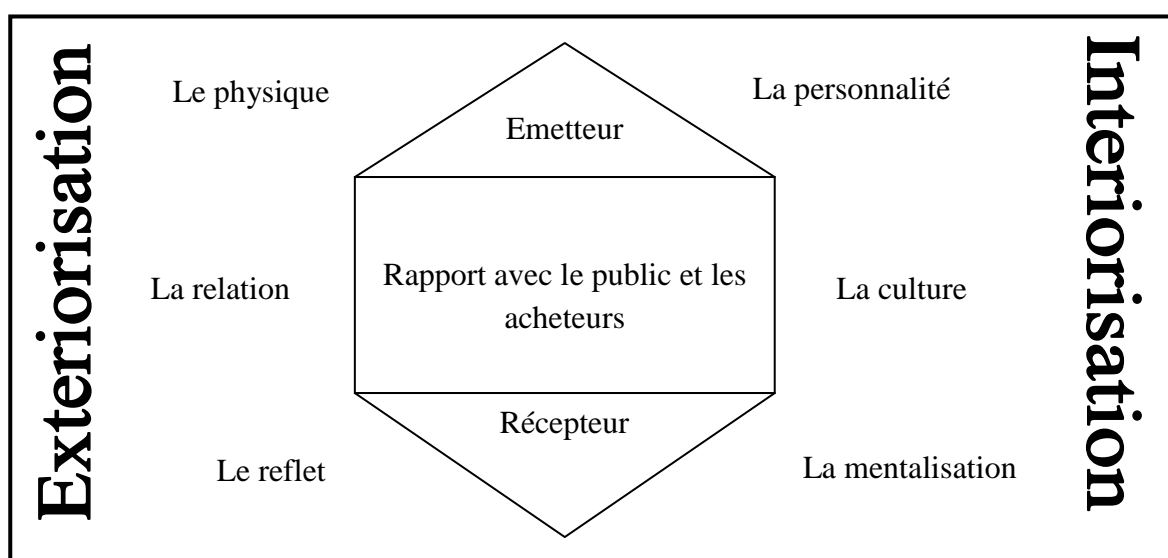 Exteriorisation
Le physique
La personnalité
Emetteur
La relation
Rapport avec le public et les
acheteurs
La culture
Récepteur
Le reflet
La mentalisation
Interiorisation